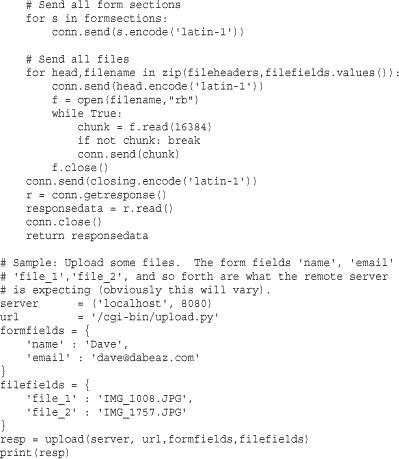 # Send all form sections
for s in formsections:
conn.send(s.encode('latin-1'))
# Send all files
for head,filename in zip(fileheaders,filefields.values()):
conn.send(head.encode('latin-1'))
f = open(filename,"rb")
while True:
chunk = f.read(16384)
if not chunk: break
conn.send(chunk)
f.close()
conn.send(closing.encode('latin-1'))
r = conn.getresponse()
responsedata = r.read()
conn.close()
return responsedata
# Sample: Upload some files. The form fields 'name', 'email'
# 'file_1','file_2', and so forth are what the remote server
# is expecting (obviously this will vary).
server = ('localhost', 8080)
url = '/cgi-bin/upload.py'
formfields = {
'name' : 'Dave',
'email' : 'dave@dabeaz.com'
}
filefields = {
'file_1' : 'IMG_1008.JPG',
'file_2' : 'IMG_1757.JPG'
}
resp = upload(server, url,formfields,filefields)
print(resp)